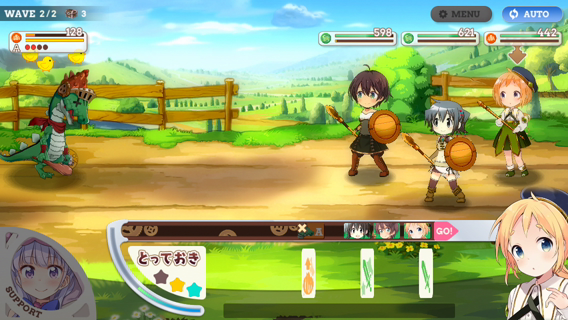 WAVE 2/2 3
MENU
AUTO
128
598
621
442
A
GO!
とっておき
SUPPORT